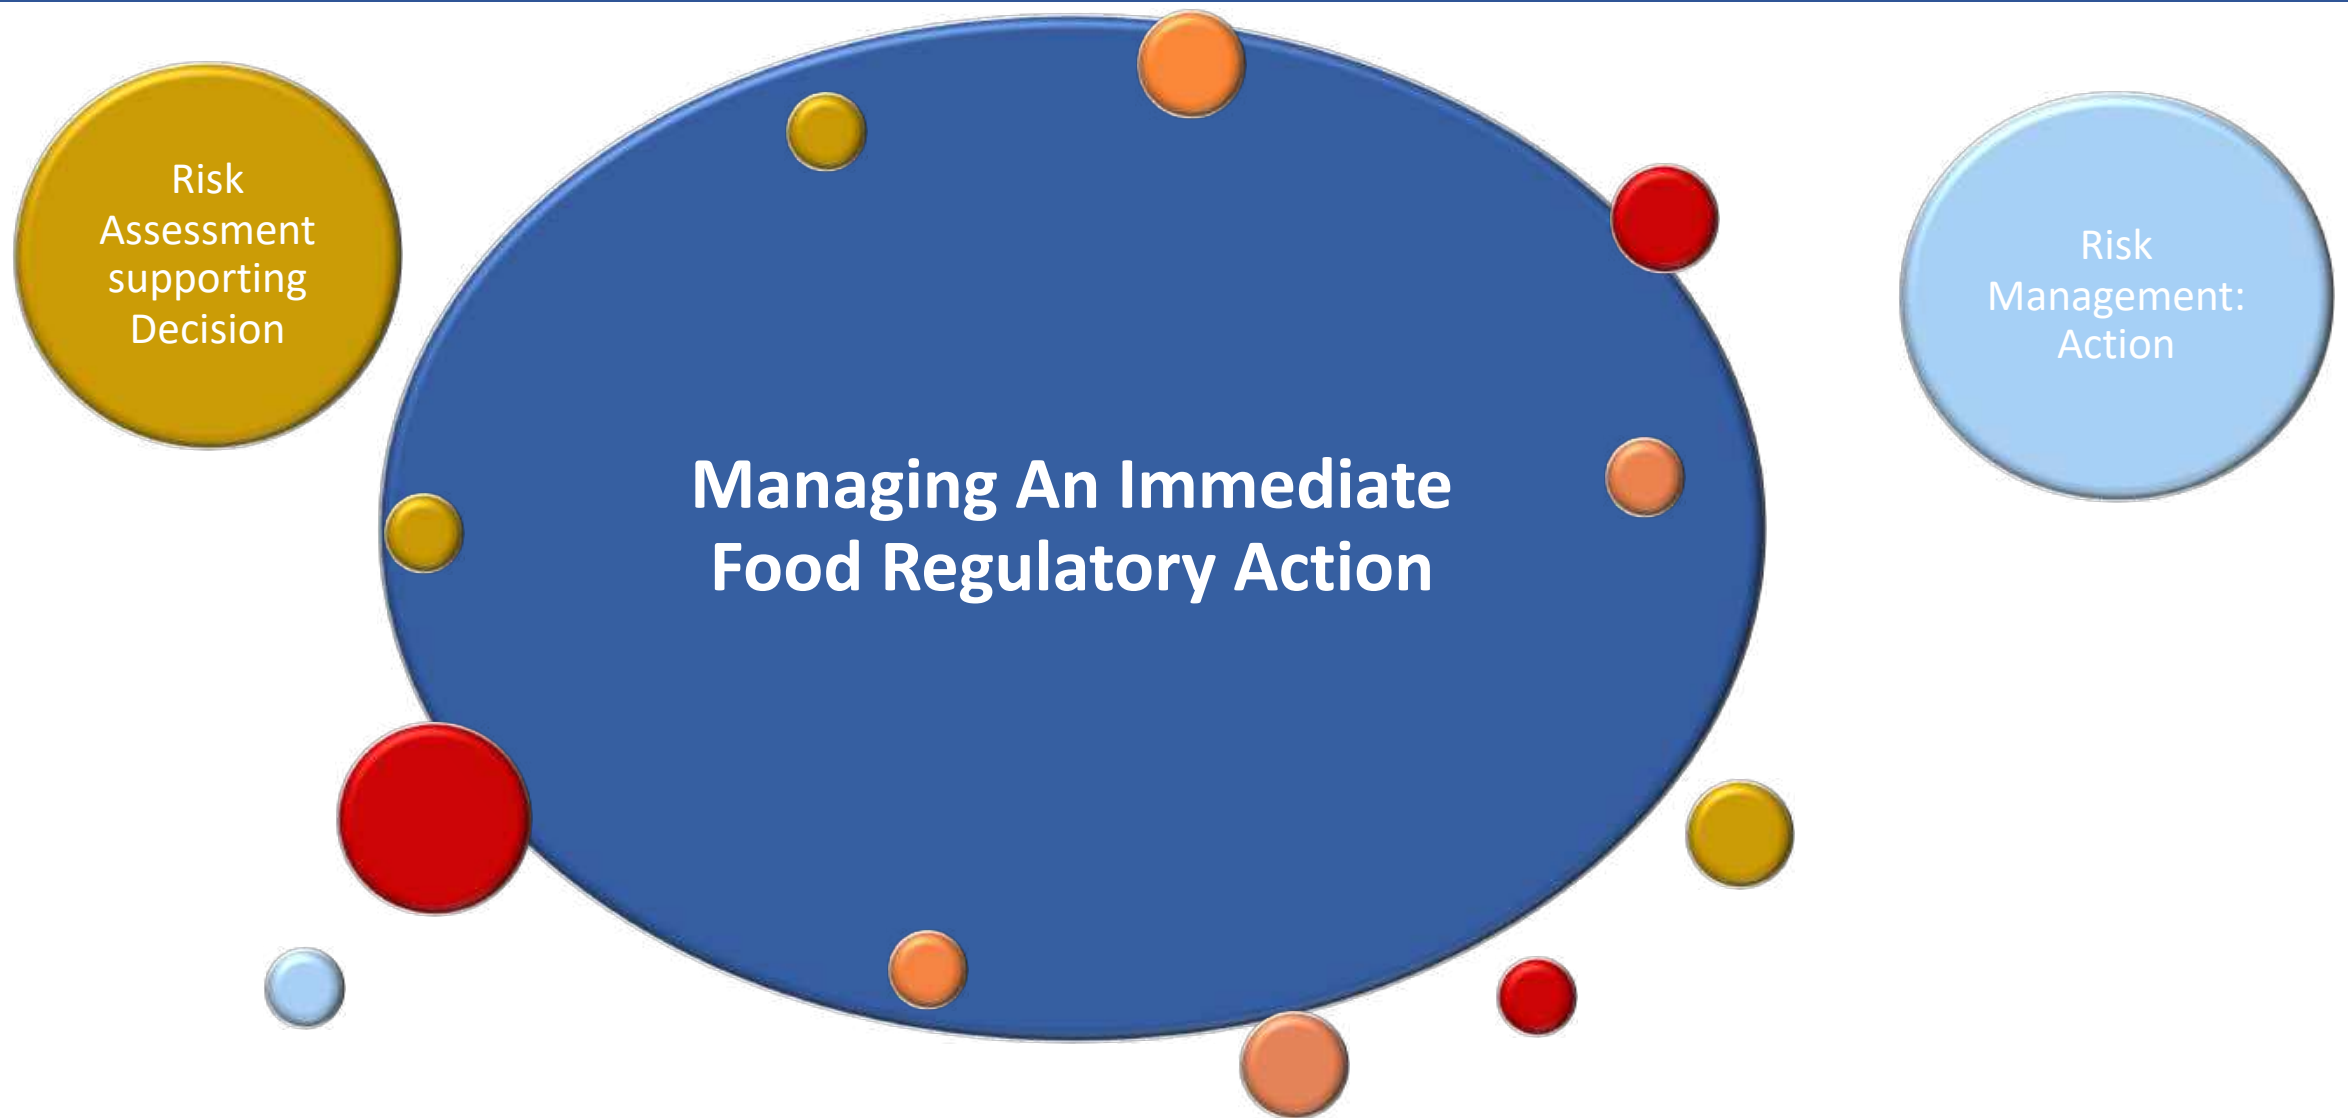 Risk
Assessment
supporting
Decision
Managing An Immediate
Food Regulatory Action
Risk
Management:
Action